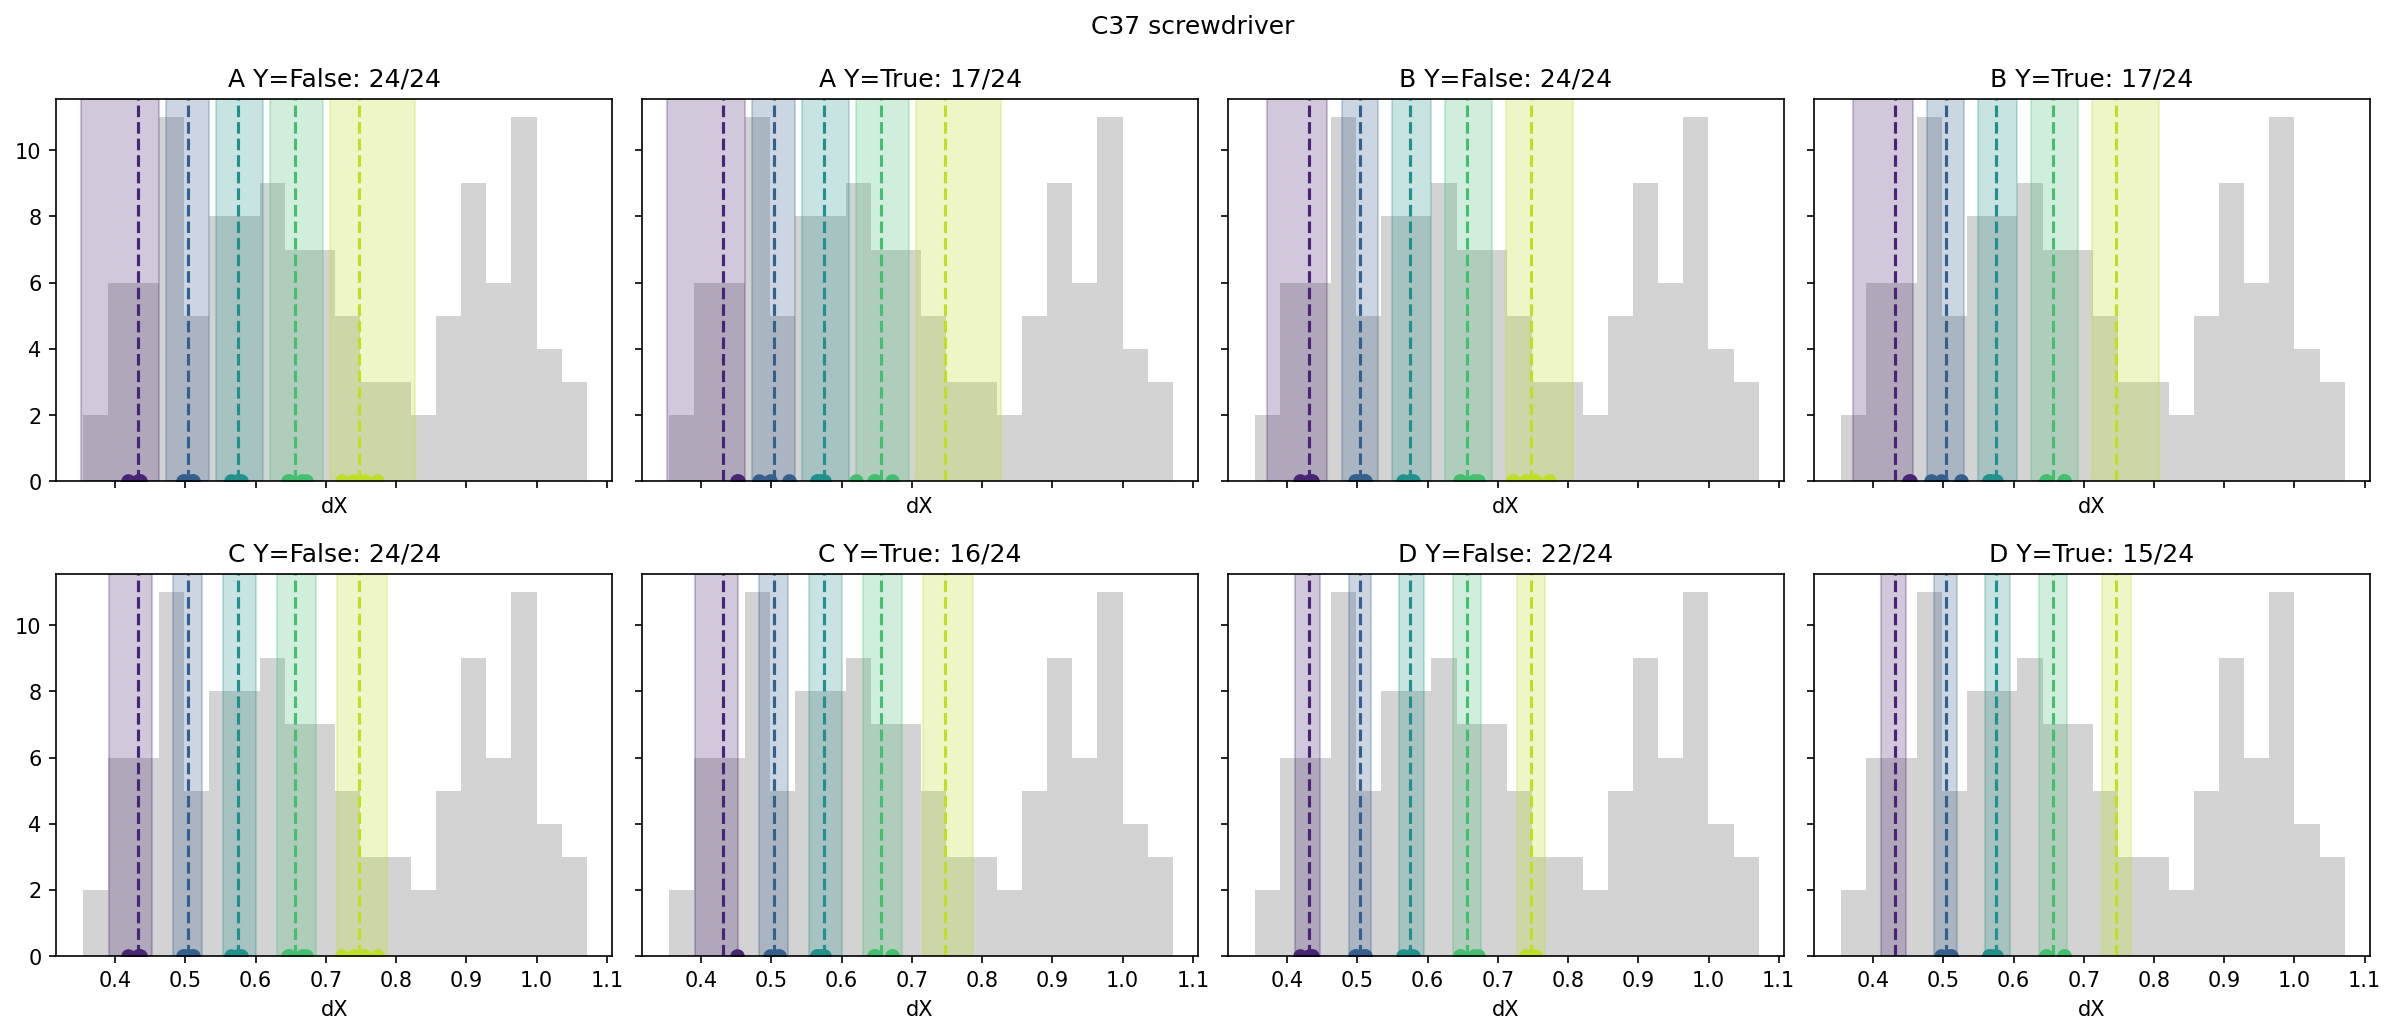 C37 screwdriver
A Y=False: 24/24
A Y=True: 17/24
B Y=False: 24/24
B Y=True: 17/24
10
8
6
4
2
0
dX
dX
dX
dX
C Y=False: 24/24
C Y=True: 16/24
D Y=False: 22/24
D Y=True: 15/24
10
8
6
4
2
0
0.4 0.5 0.6 0.7 0.8 0.9 1.0 1.1
0.4 0.5 0.6 0.7 0.8 0.9 1.0 1.1
0.4 0.5 0.6 0.7 0.8 0.9 1.0 1.1
0.4 0.5 0.6 0.7 0.8 0.9 1.0 1.1
dX
dX
dX
dX